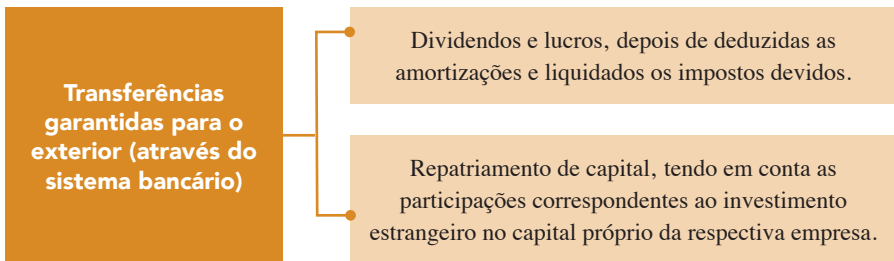 Transferências
garantidas para o
exterior (através do
sistema bancário)
Dividendos e lucros, depois de deduzidas as
amortizações e liquidados os impostos devidos.
Repatriamento de capital, tendo em conta as
participações correspondentes ao investimento
estrangeiro no capital próprio da respectiva empresa.